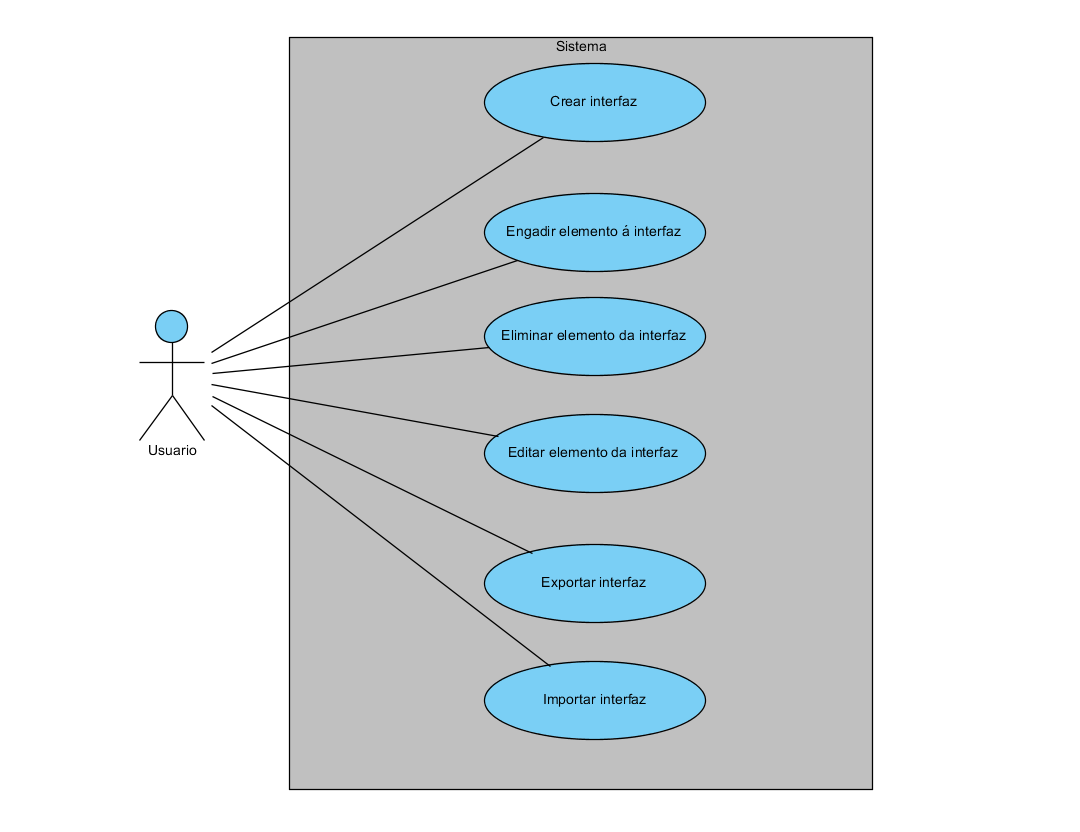 Sistema
Crear interfaz
Engadir elemento á interfaz
Eliminar elemento da interfaz
Editar elemento da interfaz
Usuario
Exportar interfaz
Importar interfaz